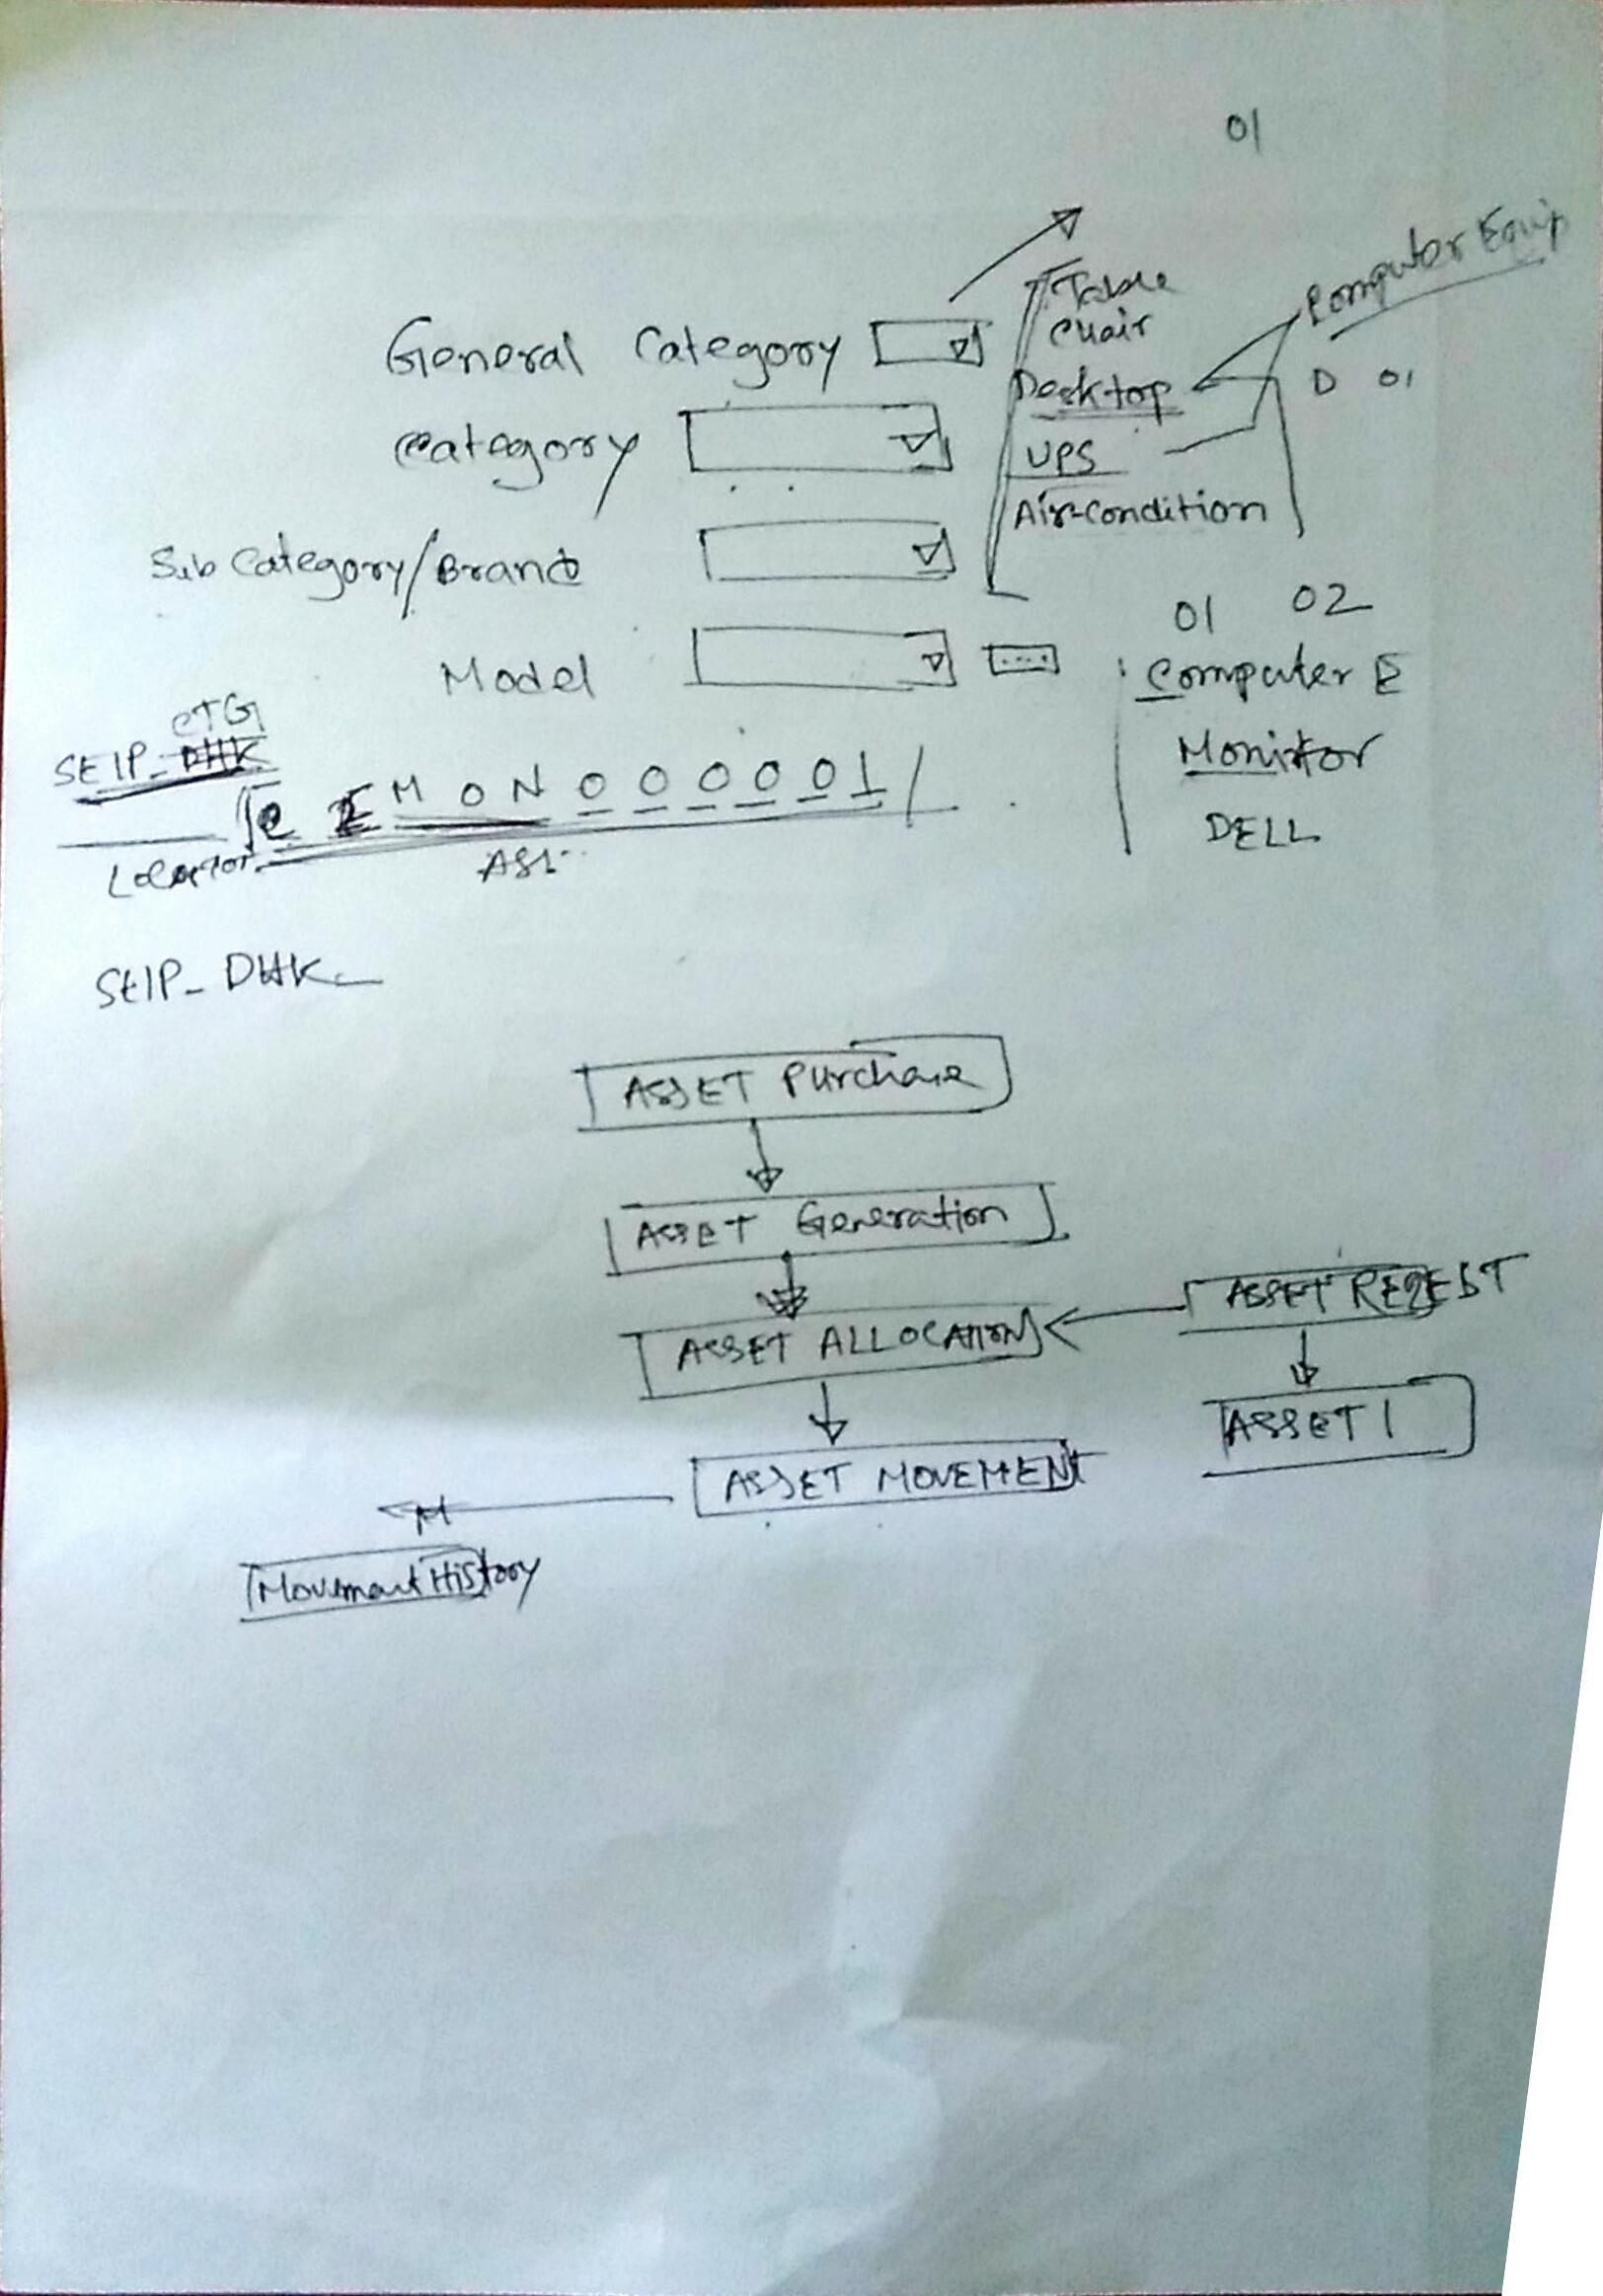 01
General Category
Category
Sub Category/Brand
Model
Table
Chair
Desktop
UPS
Air-condition
Computer Equip
D 01
01 02
Computer E
Monitor
DELL
CTG
SEIP_DHK
C E M O N 0 0 0 0 0 1
SEIP_DHK
ASSET Purchase
ASSET Generation
ASSET ALLOCATION
ASSET REQEST
ASSET 1
ASSET MOVEMENT
Movement History